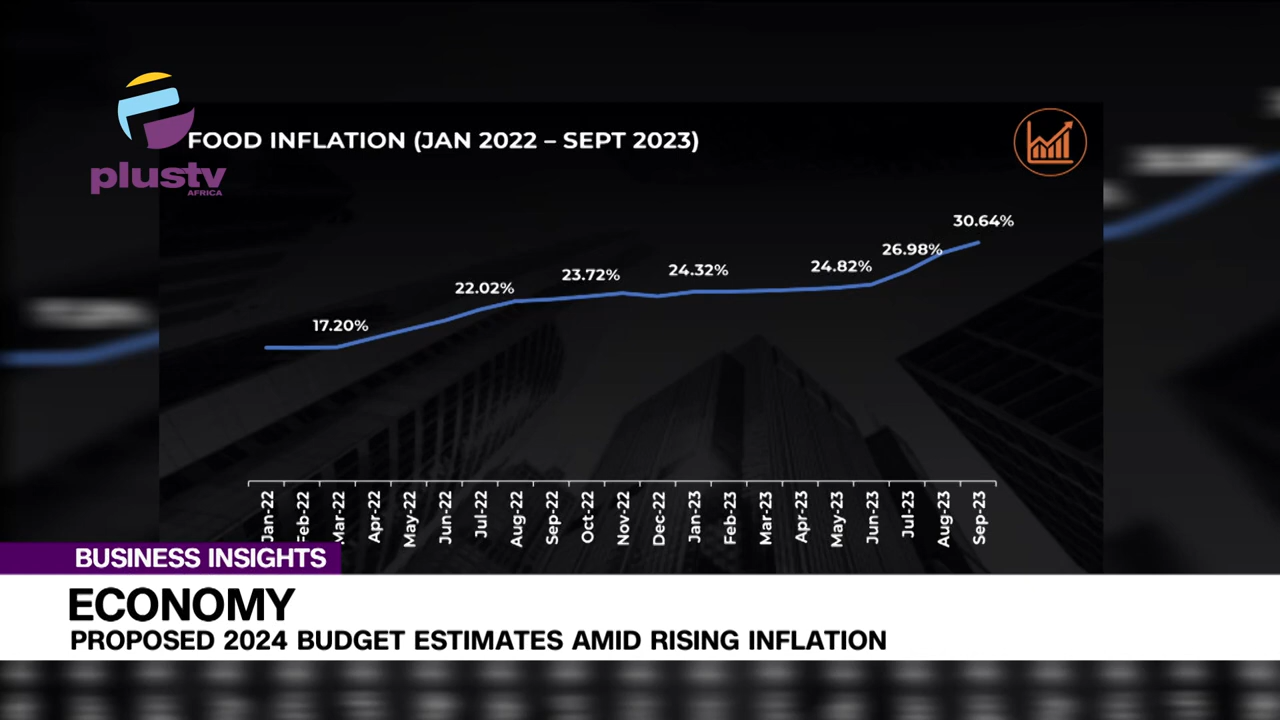 plustv
AFRICA
FOOD INFLATION (JAN 2022 – SEPT 2023)
17.20%
22.02%
23.72%
24.32%
24.82%
26.98%
30.64%
Jan-22
Feb-22
Mar-22
Apr-22
May-22
Jun-22
Jul-22
Aug-22
Sep-22
Oct-22
Nov-22
Dec-22
Jan-23
Feb-23
Mar-23
Apr-23
May-23
Jun-23
Jul-23
Aug-23
Sep-23
BUSINESS INSIGHTS
ECONOMY
PROPOSED 2024 BUDGET ESTIMATES AMID RISING INFLATION